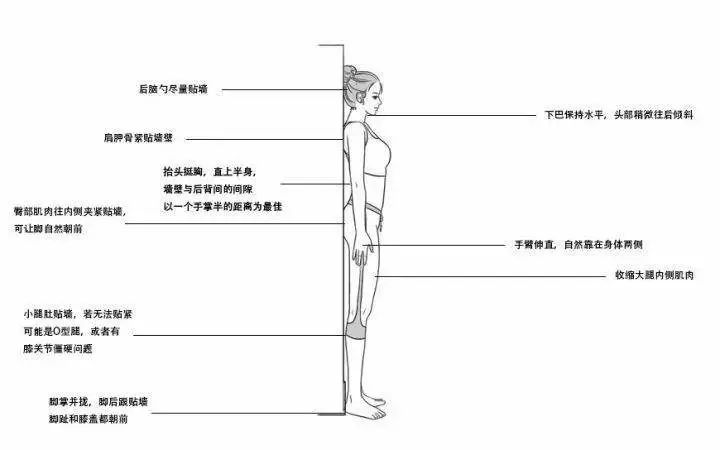 后脑勺尽量贴墙
下巴保持水平，头部稍微往后倾斜
肩胛骨紧贴墙壁
抬头挺胸，直上半身，
墙壁与后背间的间隙
以一个手掌半的距离为最佳
臀部肌肉往内侧夹紧贴墙，
可让脚自然朝前
手臂伸直，自然靠在身体两侧
收缩大腿内侧肌肉
小腿肚贴墙，若无法贴紧
可能是O型腿，或者有
膝关节僵硬问题
脚掌并拢，脚后跟贴墙
脚趾和膝盖都朝前